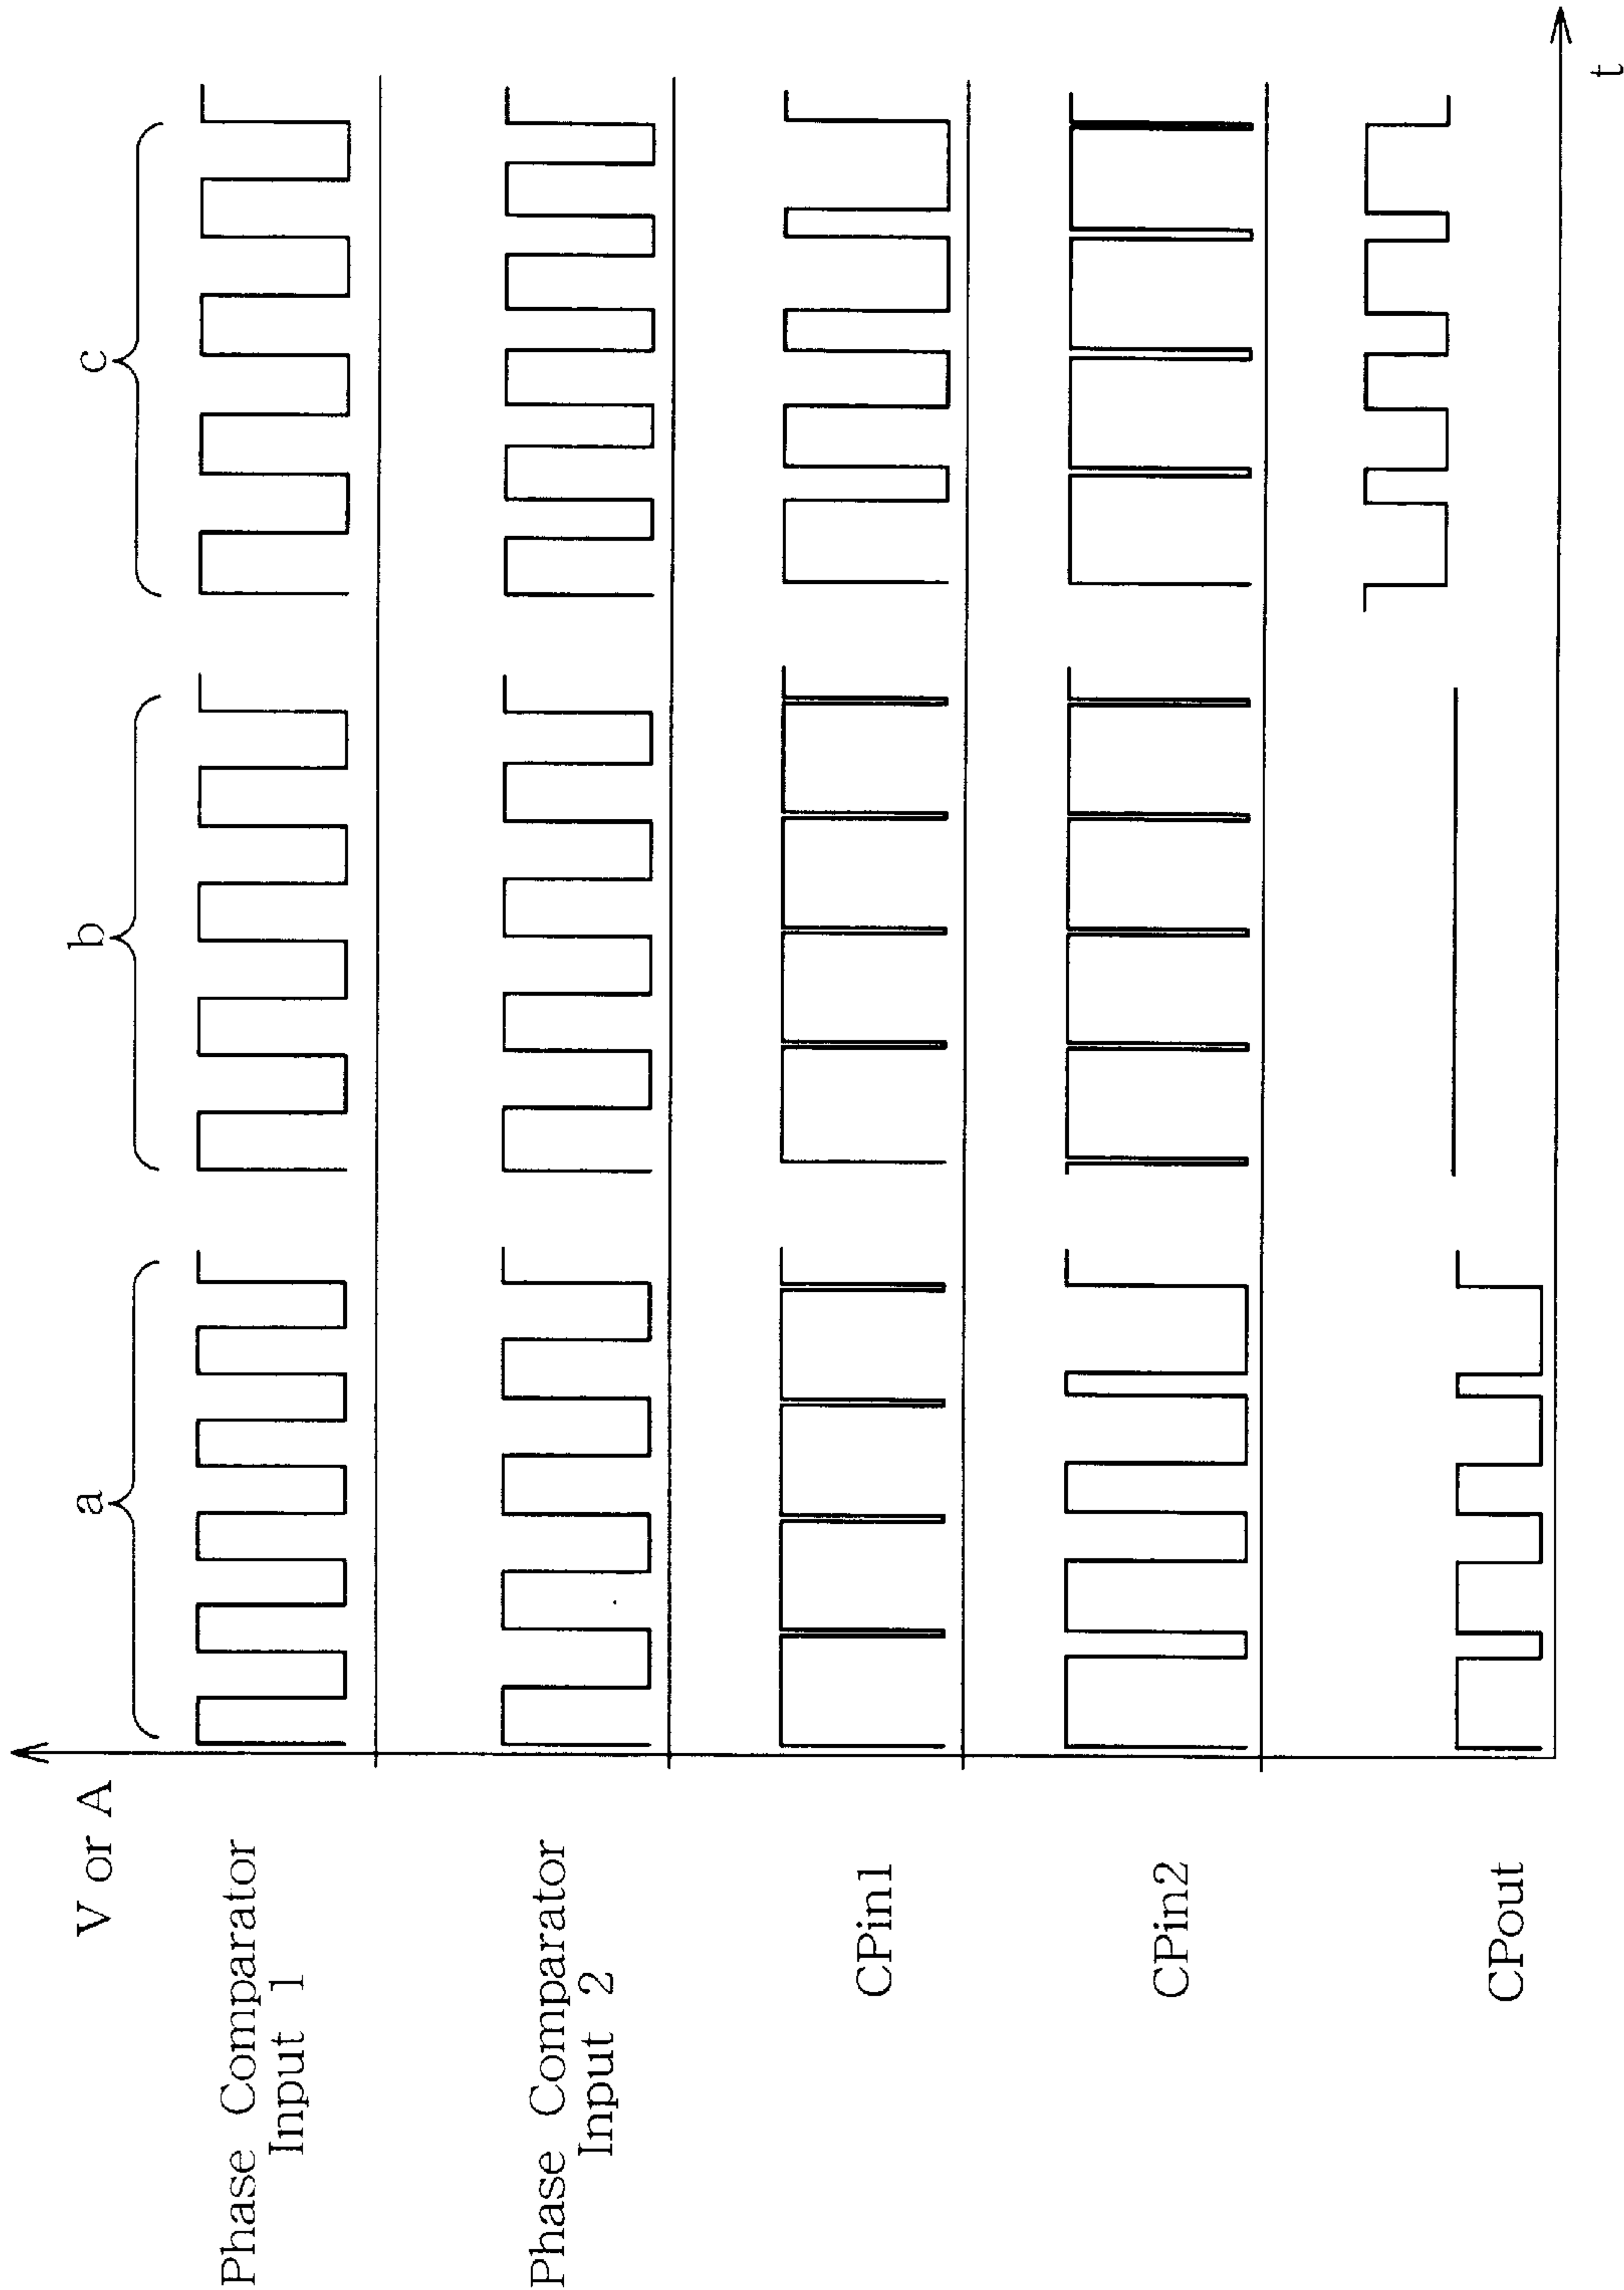 V or A
a
b
c
Phase Comparator
Input 1
Phase Comparator
Input 2
CPin1
CPin2
CPout
t